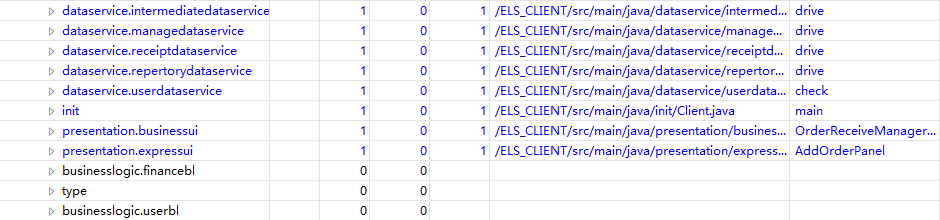 dataservice.intermediatedataservice 1 0 1 /ELS_CLIENT/src/main/java/dataservice/intermed... drive
dataservice.managedataservice 1 0 1 /ELS_CLIENT/src/main/java/dataservice/manage... drive
dataservice.receiptdataservice 1 0 1 /ELS_CLIENT/src/main/java/dataservice/receiptd... drive
dataservice.repertorydataservice 1 0 1 /ELS_CLIENT/src/main/java/dataservice/repertor... drive
dataservice.userdataservice 1 0 1 /ELS_CLIENT/src/main/java/dataservice/userdata... check
init 1 0 1 /ELS_CLIENT/src/main/java/init/Client.java main
presentation.businessui 1 0 1 /ELS_CLIENT/src/main/java/presentation/busines... OrderReceiveManager...
presentation.expressui 1 0 1 /ELS_CLIENT/src/main/java/presentation/express... AddOrderPanel
businesslogic.financebl 0 0
type 0 0
businesslogic.userbl 0 0